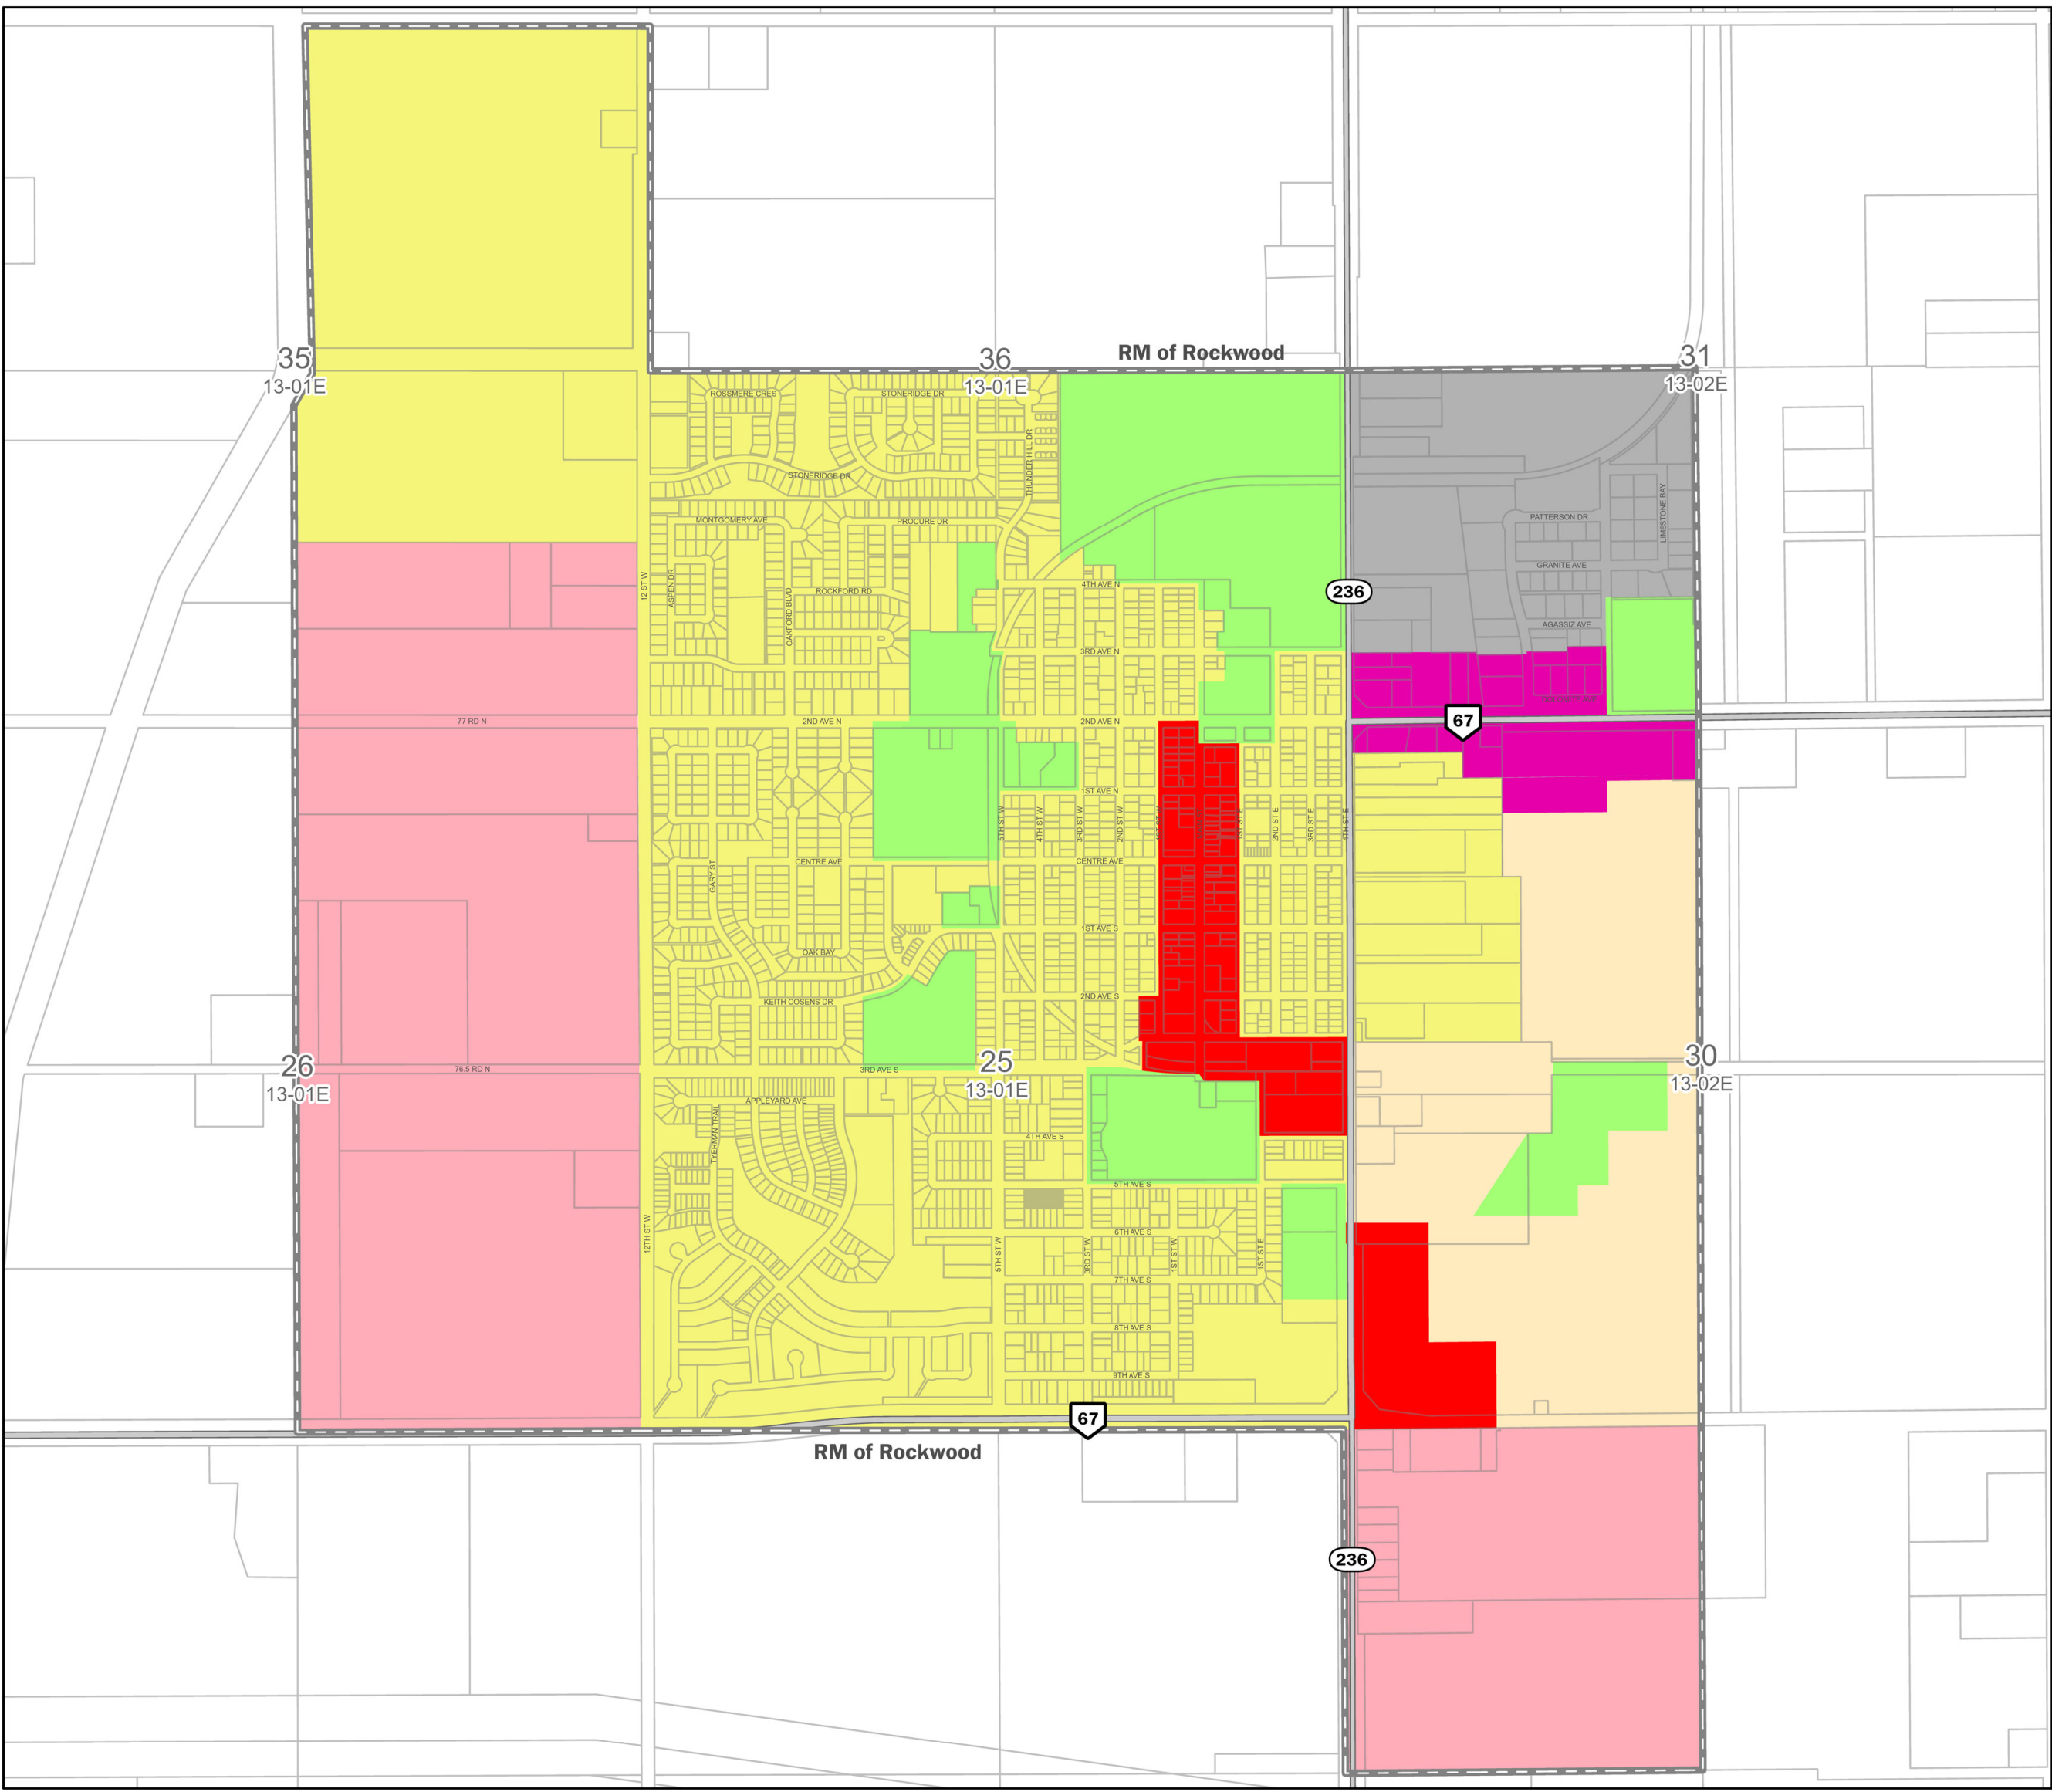 RM of Rockwood
35
13-01E
36
13-01E
31
13-02E
ROSSMERE CRES
STONERIDGE DR
THUNDER HILL DR
STONERIDGE DR
MONTGOMERY AVE
PROCURE DR
PATTERSON DR
LIMESTONE BAY
GRANITE AVE
12 ST W
ASPEN DR
OAKFORD BLVD
ROCKFORD RD
4TH AVE N
236
AGASSIZ AVE
3RD AVE N
77 RD N
2ND AVE N
2ND AVE N
67
1ST AVE N
5TH ST W
4TH ST W
3RD ST W
2ND ST W
1ST ST W
1ST ST E
2ND ST E
3RD ST E
4TH ST E
GARY ST
CENTRE AVE
CENTRE AVE
1ST AVE S
OAK BAY
KEITH COSENS DR
2ND AVE S
26
13-01E
76.5 RD N
3RD AVE S
25
13-01E
30
13-02E
APPLEYARD AVE
TYERMAN TRAIL
4TH AVE S
5TH AVE S
12TH ST W
6TH AVE S
5TH ST W
3RD ST W
1ST ST W
1ST ST E
7TH AVE S
8TH AVE S
9TH AVE S
67
RM of Rockwood
236